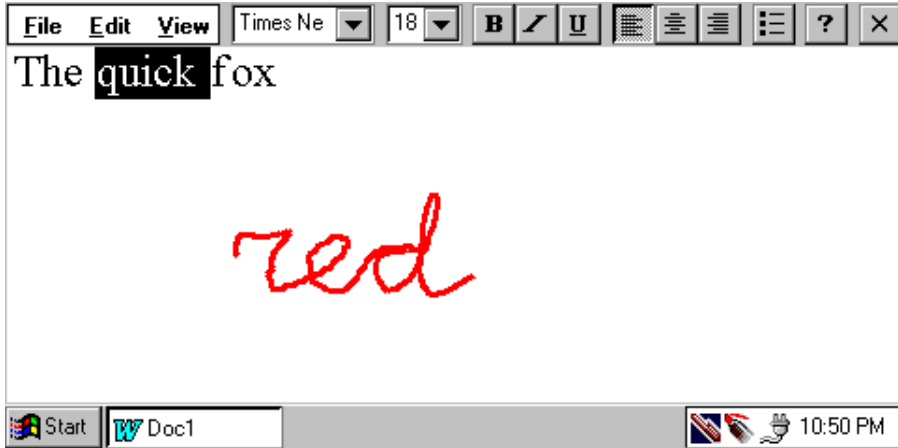 File Edit View Times Ne 18 B I U ? ×
The quick fox
red
Start Doc1 10:50 PM